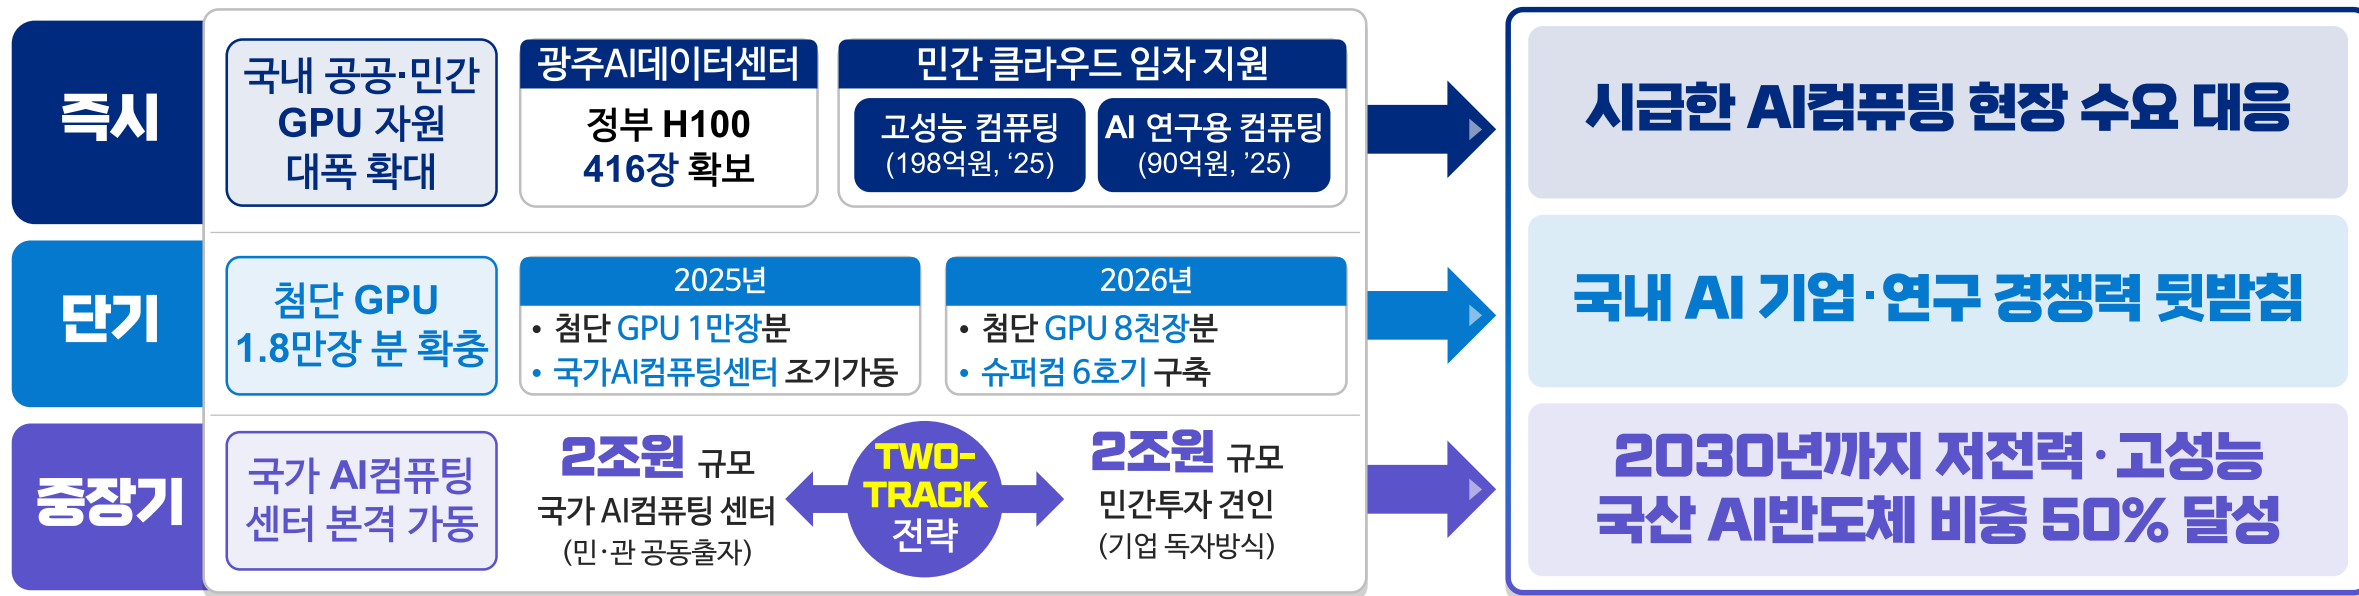 즉시
국내 공공·민간
GPU 자원
대폭 확대
광주AI데이터센터
정부 H100
416장 확보
민간 클라우드 임차 지원
고성능 컴퓨팅
(198억원, ‘25)
AI 연구용 컴퓨팅
(90억원, ’25)
시급한 AI컴퓨팅 현장 수요 대응
단기
첨단 GPU
1.8만장 분 확충
2025년
• 첨단 GPU 1만장분
• 국가AI컴퓨팅센터 조기가동
2026년
• 첨단 GPU 8천장분
• 슈퍼컴 6호기 구축
국내 AI 기업·연구 경쟁력 뒷받침
중장기
국가 AI컴퓨팅
센터 본격 가동
2조원 규모
국가 AI컴퓨팅 센터
(민·관 공동출자)
TWO-
TRACK
전략
2조원 규모
민간투자 견인
(기업 독자방식)
2030년까지 저전력·고성능
국산 AI반도체 비중 50% 달성